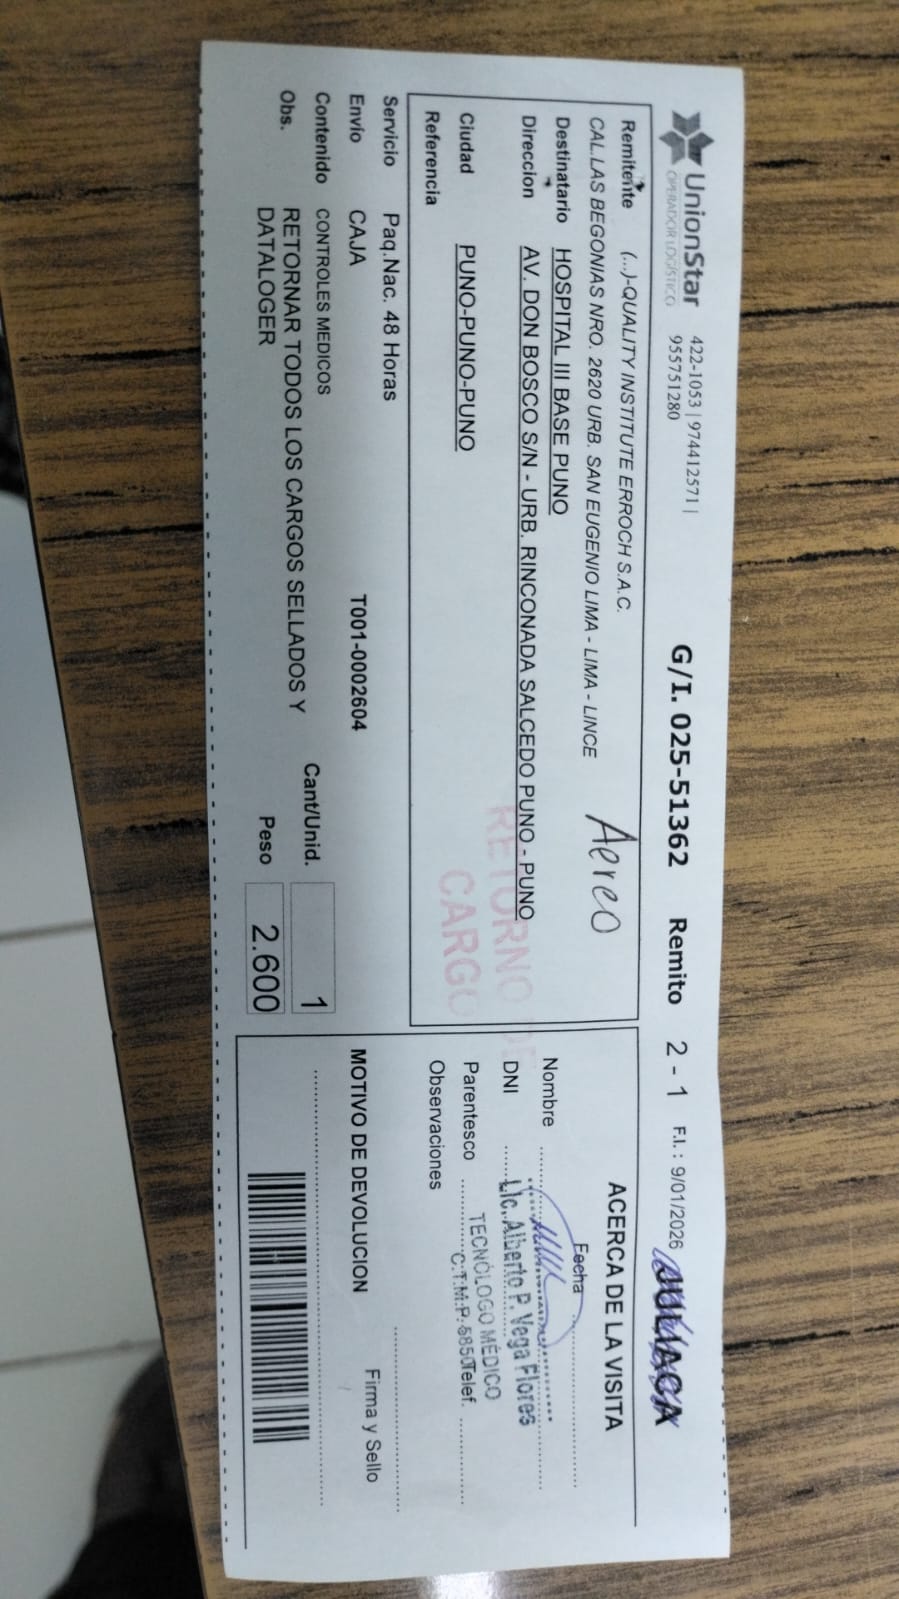 UnionStar
OPERADOR LOGÍSTICO
422-1053 | 974412571 |
955751280
G/I. 025-51362 Remito 2 - 1 F.I. : 9/01/2026 JULIACA
Remitente (...)-QUALITY INSTITUTE ERROCH S.A.C.
CAL.LAS BEGONIAS NRO. 2620 URB. SAN EUGENIO LIMA - LIMA - LINCE
Aereo
Destinatario HOSPITAL III BASE PUNO
Direccion AV. DON BOSCO S/N - URB. RINCONADA SALCEDO PUNO - PUNO
Ciudad PUNO-PUNO-PUNO
Referencia
RETORNO DE
CARGO
Servicio Paq.Nac. 48 Horas
Envío CAJA T001-0002604
Contenido CONTROLES MEDICOS
Cant/Unid. 1
Obs. RETORNAR TODOS LOS CARGOS SELLADOS Y
DATALOGER
Peso 2.600
ACERCA DE LA VISITA
Fecha
Nombre
DNI
Lic. Alberto P. Vega Flores
TECNÓLOGO MÉDICO
Parentesco
C.T.M.P. 6850
Telef.
Observaciones
MOTIVO DE DEVOLUCION
Firma y Sello